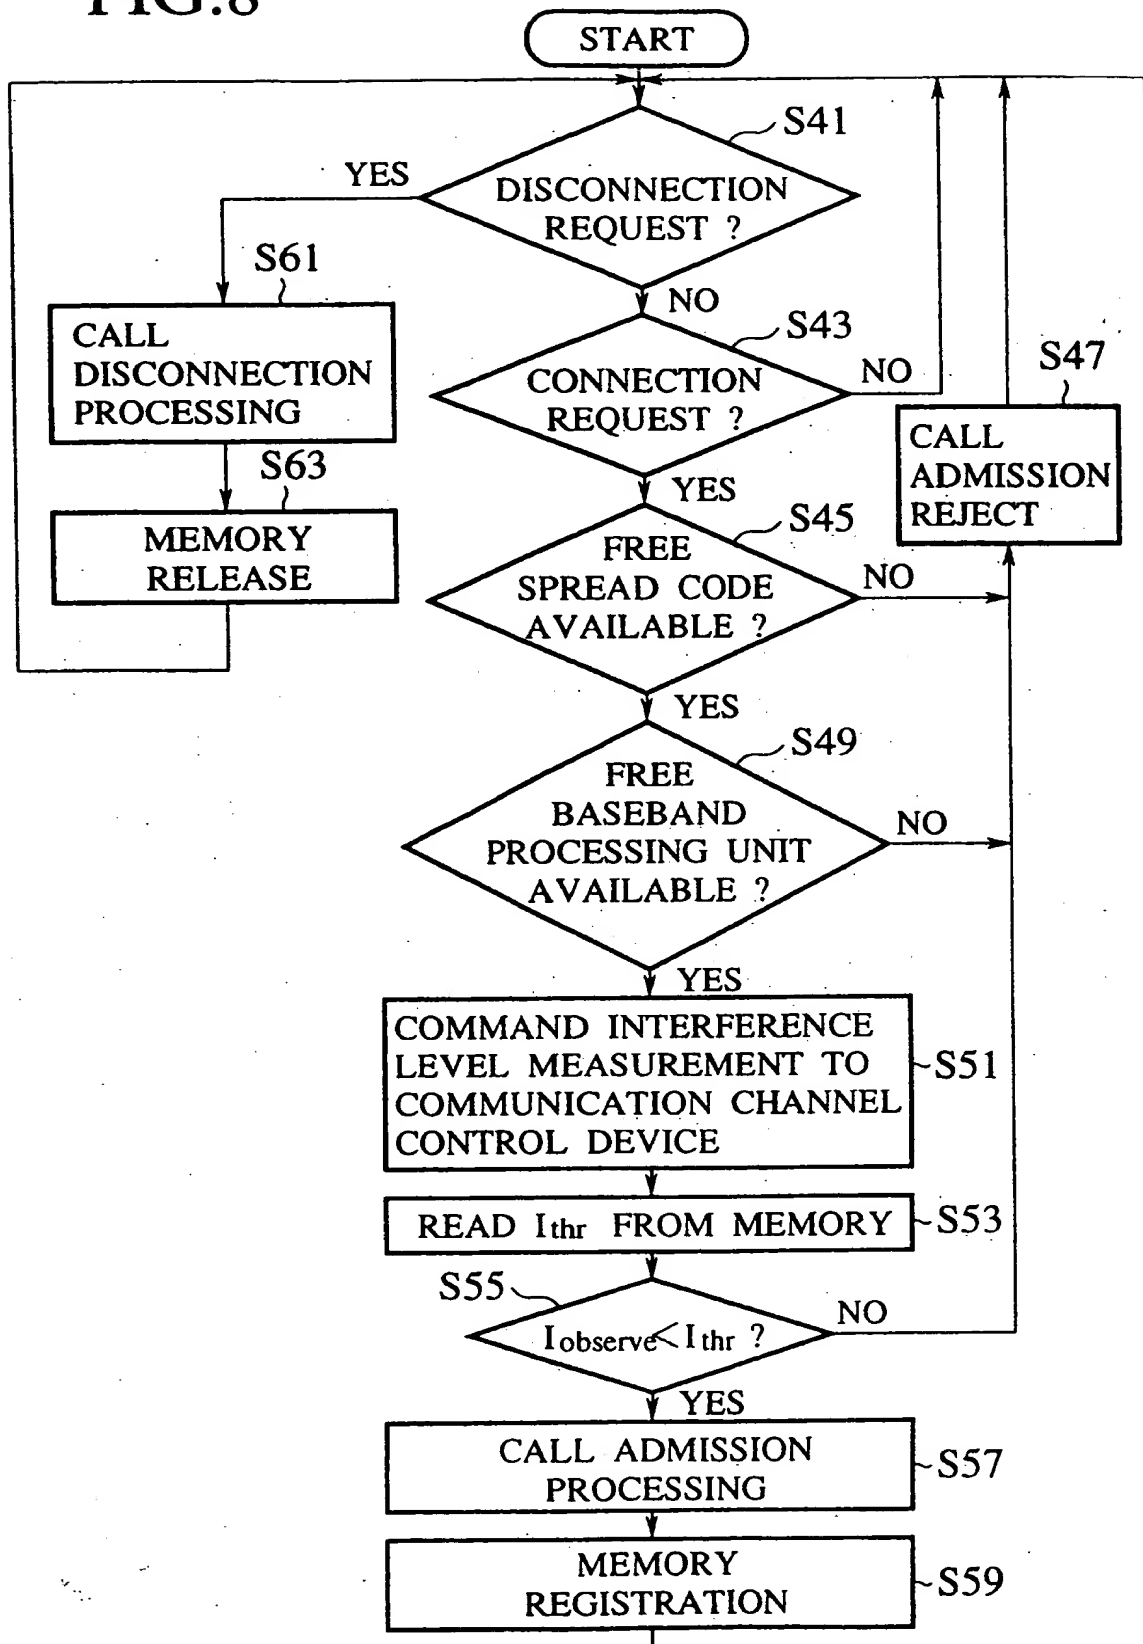 FIG.8
START
S41
YES
DISCONNECTION
REQUEST ?
S61
NO
CALL
DISCONNECTION
PROCESSING
S43
CONNECTION
REQUEST ?
NO
S47
CALL
ADMISSION
REJECT
S63
MEMORY
RELEASE
YES
S45
FREE
SPREAD CODE
AVAILABLE ?
NO
YES
S49
FREE
BASEBAND
PROCESSING UNIT
AVAILABLE ?
NO
YES
COMMAND INTERFERENCE
LEVEL MEASUREMENT TO
COMMUNICATION CHANNEL
CONTROL DEVICE
S51
READ Ithr FROM MEMORY
S53
S55
Iobserve<Ithr ?
NO
YES
CALL ADMISSION
PROCESSING
S57
MEMORY
REGISTRATION
S59